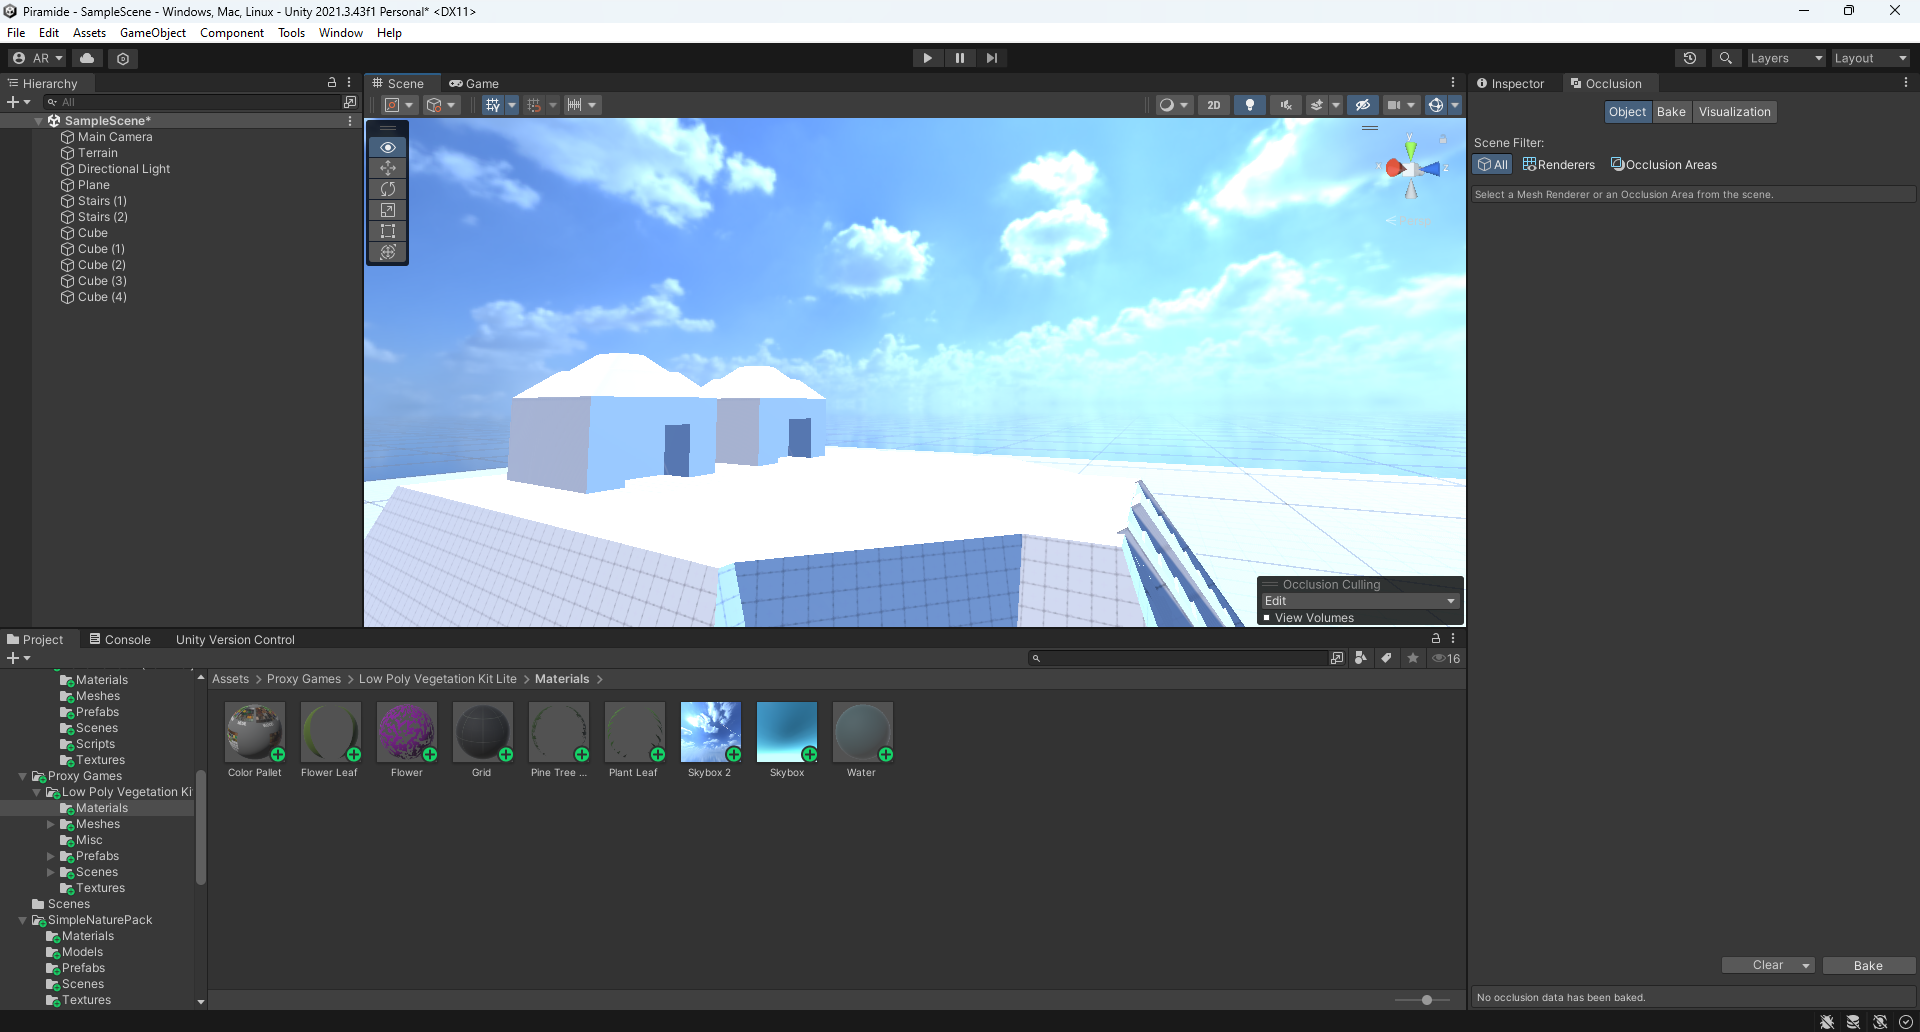 Piramide - SampleScene - Windows, Mac, Linux - Unity 2021.3.43f1 Personal* <DX11>
File Edit Assets GameObject Component Tools Window Help
AR
Layers Layout
Hierarchy
All
SampleScene*
Main Camera
Terrain
Directional Light
Plane
Stairs (1)
Stairs (2)
Cube
Cube (1)
Cube (2)
Cube (3)
Cube (4)
Scene Game
2D
y
x
z
Occlusion Culling
Edit
View Volumes
Inspector Occlusion
Object Bake Visualization
Scene Filter:
All Renderers Occlusion Areas
Select a Mesh Renderer or an Occlusion Area from the scene.
Clear Bake
No occlusion data has been baked.
Project Console Unity Version Control
16
Materials
Meshes
Prefabs
Scenes
Scripts
Textures
Proxy Games
Low Poly Vegetation Ki
Materials
Meshes
Misc
Prefabs
Scenes
Textures
Scenes
SimpleNaturePack
Materials
Models
Prefabs
Scenes
Textures
Assets > Proxy Games > Low Poly Vegetation Kit Lite > Materials >
Color Pallet Flower Leaf Flower Grid Pine Tree ... Plant Leaf Skybox 2 Skybox Water